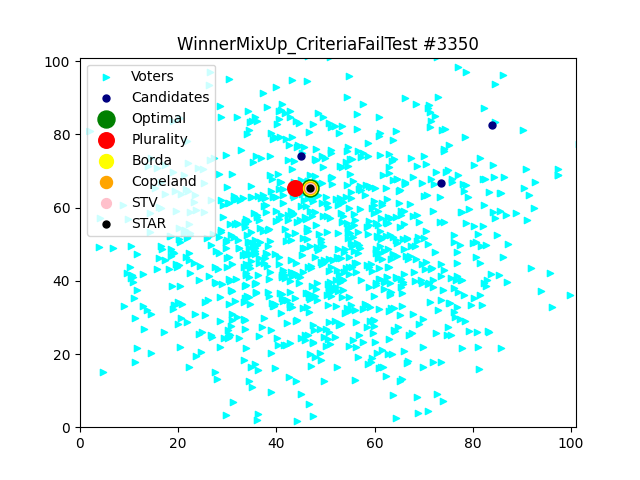 WinnerMixUp_CriteriaFailTest #3350
Voters
Candidates
Optimal
Plurality
Borda
Copeland
STV
STAR
100
80
60
40
20
0
0 20 40 60 80 100